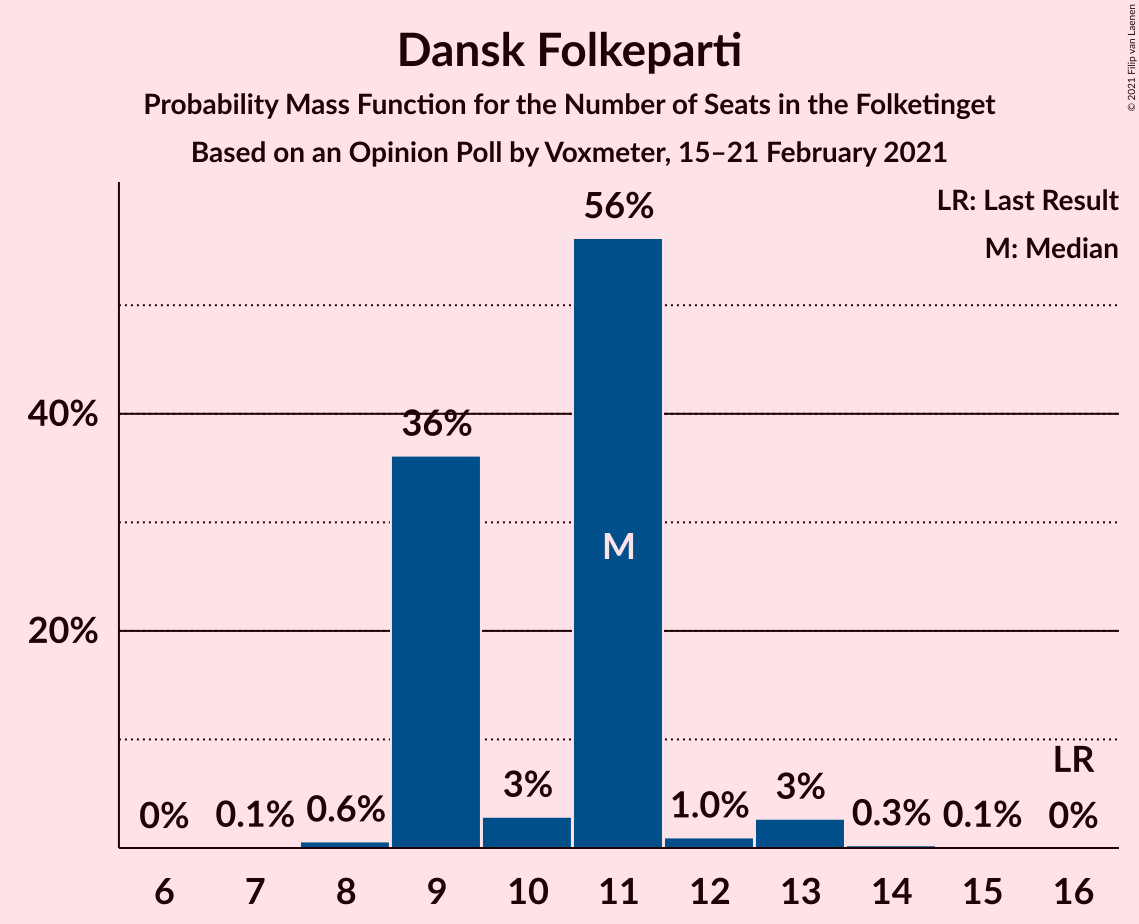 Dansk Folkeparti
Probability Mass Function for the Number of Seats in the Folketinget
Based on an Opinion Poll by Voxmeter, 15–21 February 2021
© 2021 Filip van Laenen
LR: Last Result
M: Median
40%
20%
0%
0.1%
0.6%
36%
3%
56%
M
1.0%
3%
0.3%
0.1%
LR
0%
6 7 8 9 10 11 12 13 14 15 16